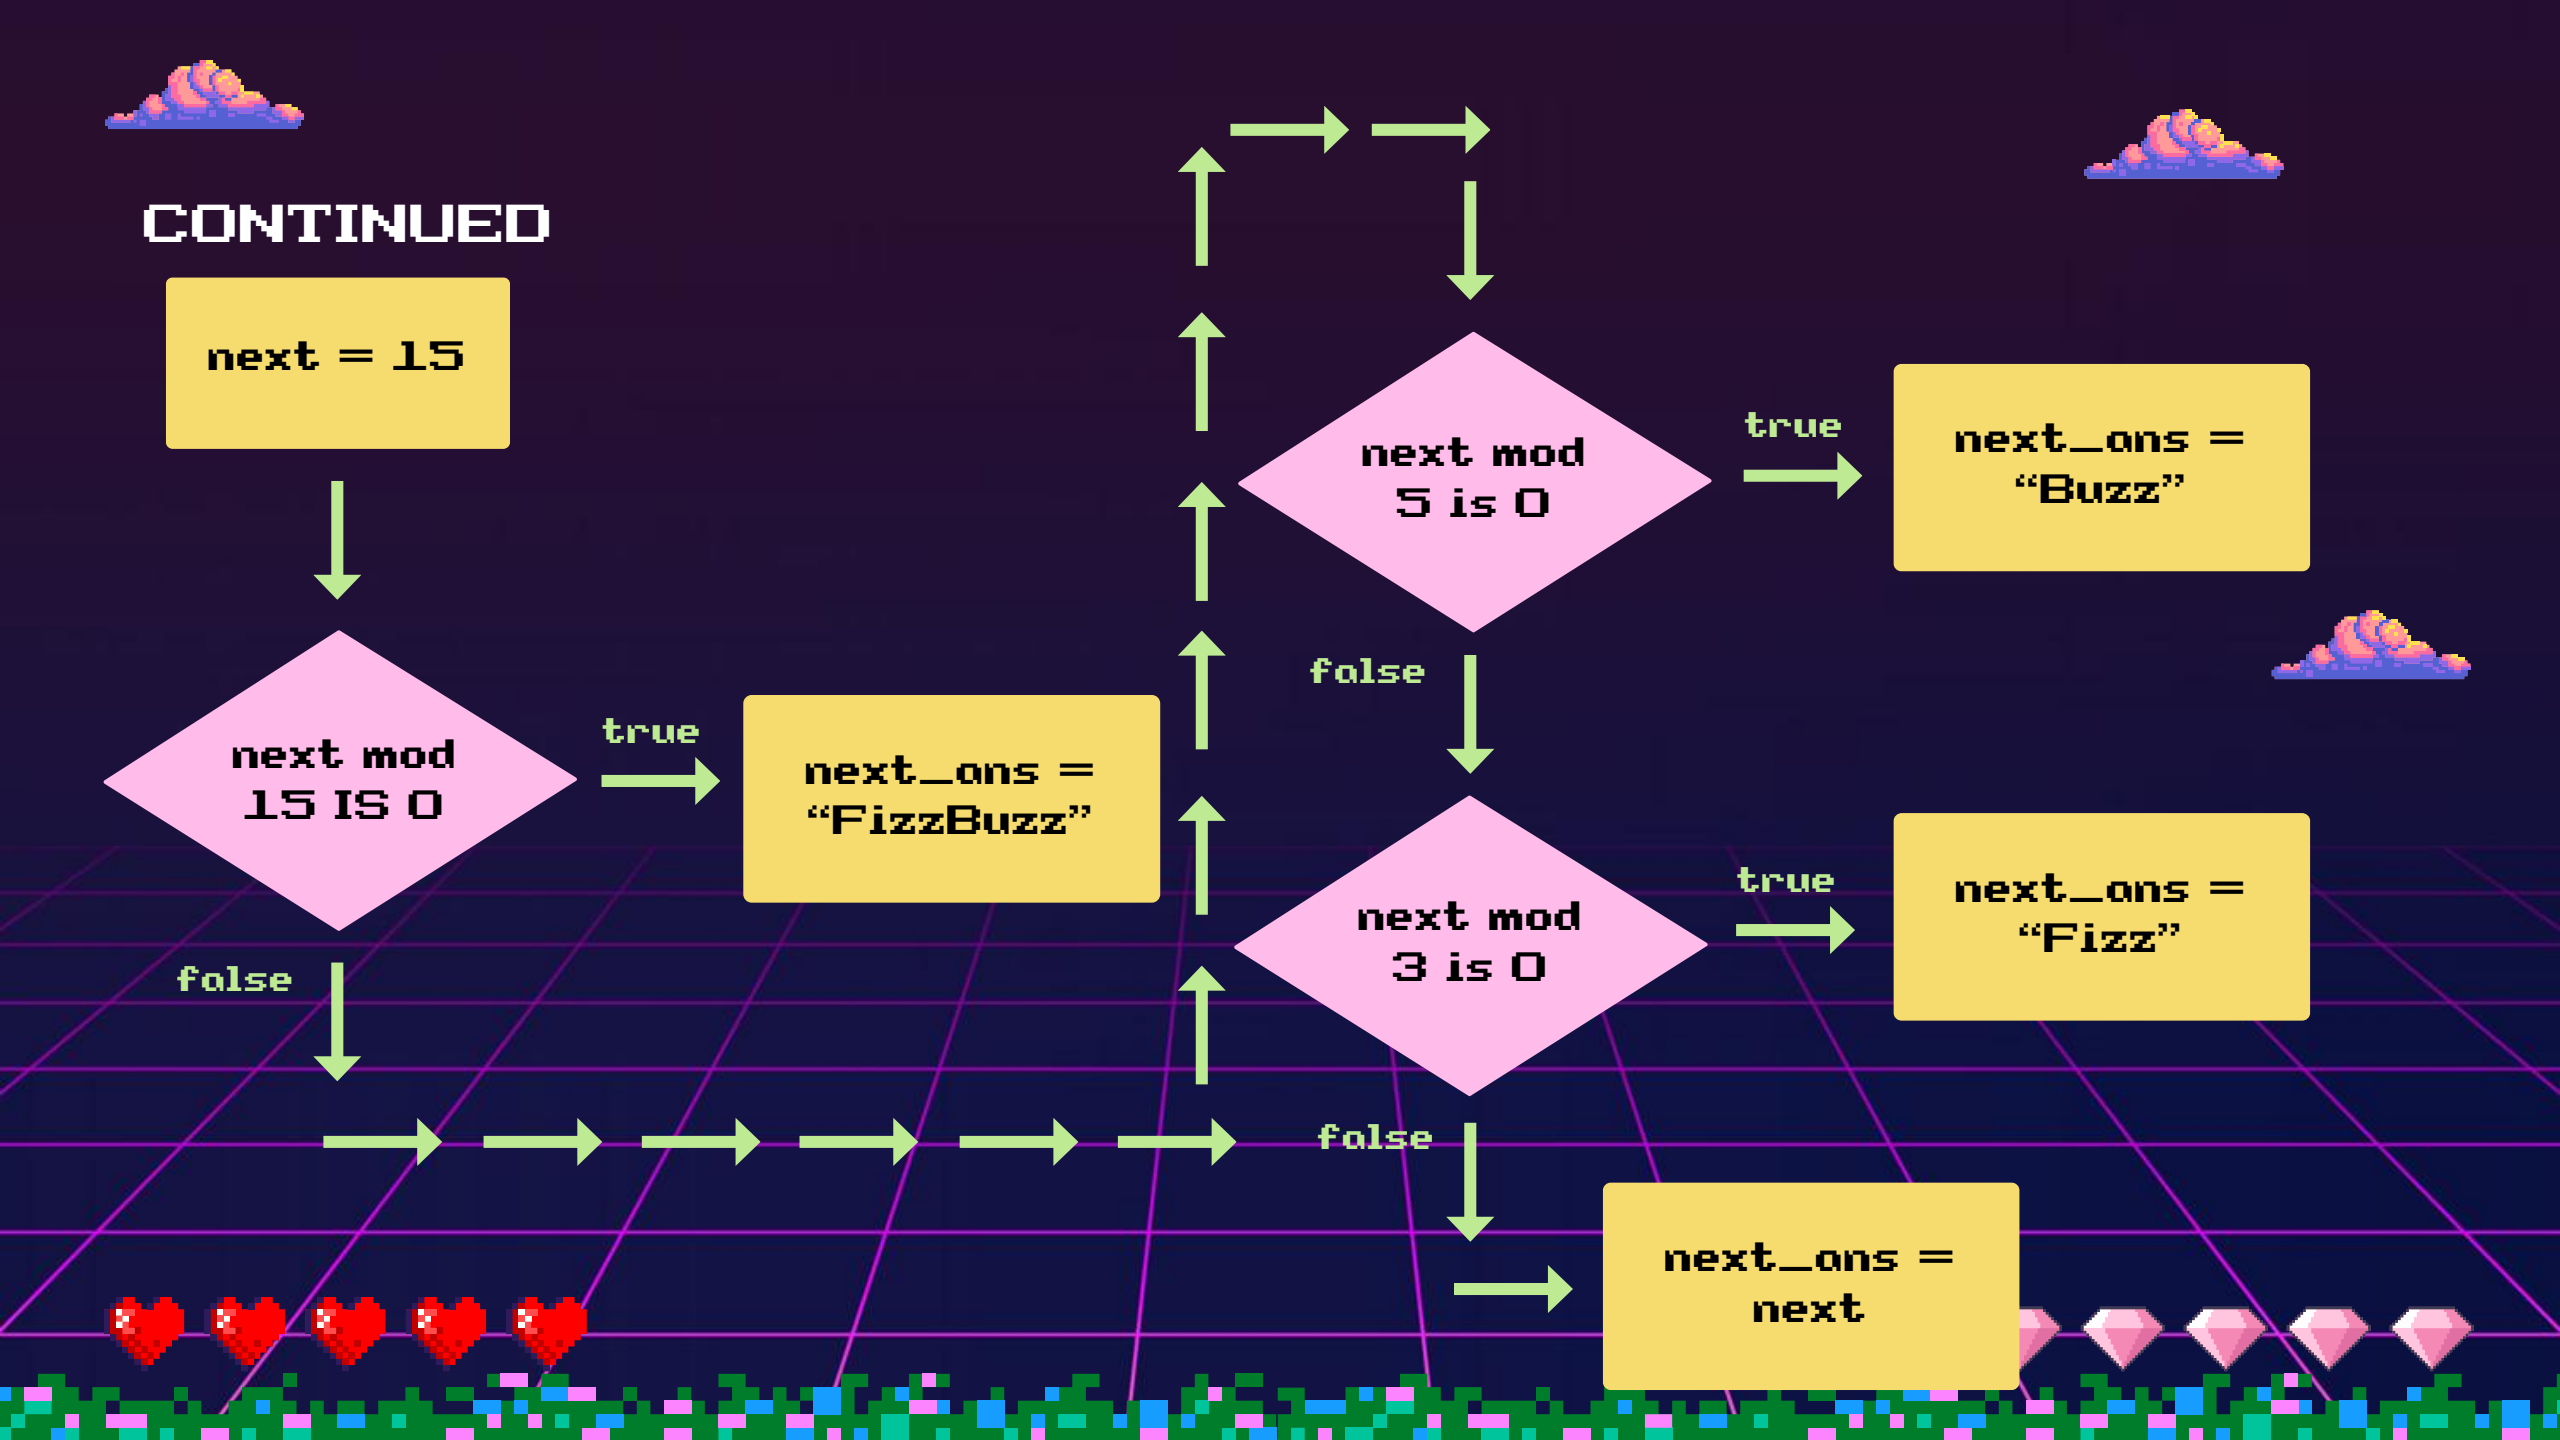 CONTINUED
next = 15
next mod
15 IS 0
true
next_ans =
“FizzBuzz”
false
next mod
5 is 0
true
next_ans =
“Buzz”
false
next mod
3 is 0
true
next_ans =
“Fizz”
false
next_ans =
next